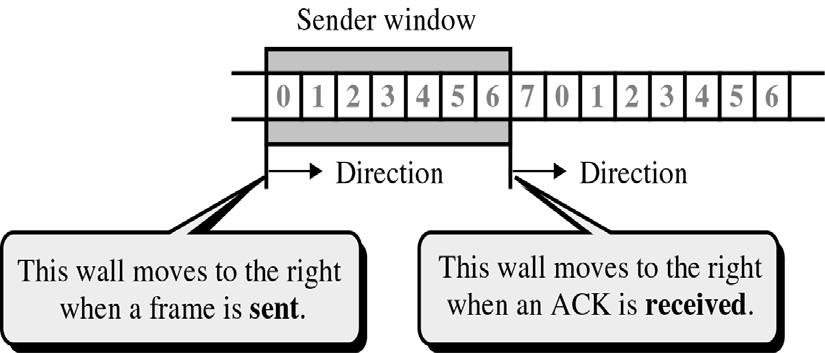 Sender window
0 1 2 3 4 5 6 7 0 1 2 3 4 5 6
Direction Direction
This wall moves to the right
when a frame is sent.
This wall moves to the right
when an ACK is received.